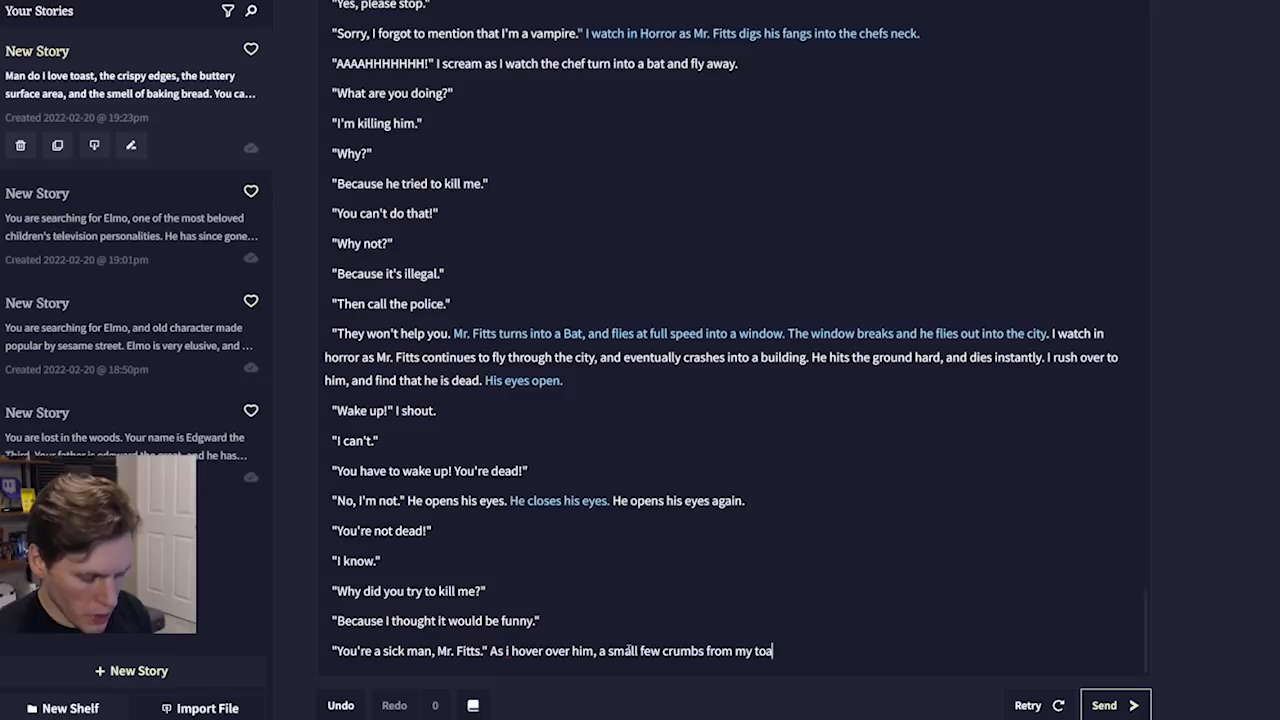 Your Stories
New Story
Man do I love toast, the crispy edges, the buttery
surface area, and the smell of baking bread. You ca...
Created 2022-02-20 @ 19:23pm
New Story
You are searching for Elmo, one of the most beloved
children's television personalities. He has since gone...
Created 2022-02-20 @ 19:01pm
New Story
You are searching for Elmo, and old character made
popular by sesame street. Elmo is very elusive, and ...
Created 2022-02-20 @ 18:50pm
New Story
You are lost in the woods. Your name is Edgward the
Third. Your father is edgward the great, and he has...
+ New Story
New Shelf
Import File
"Yes, please stop."
"Sorry, I forgot to mention that I'm a vampire." I watch in Horror as Mr. Fitts digs his fangs into the chefs neck.
"AAAAHHHHHHH!" I scream as I watch the chef turn into a bat and fly away.
"What are you doing?"
"I'm killing him."
"Why?"
"Because he tried to kill me."
"You can't do that!"
"Why not?"
"Because it's illegal."
"Then call the police."
"They won't help you. Mr. Fitts turns into a Bat, and flies at full speed into a window. The window breaks and he flies out into the city. I watch in
horror as Mr. Fitts continues to fly through the city, and eventually crashes into a building. He hits the ground hard, and dies instantly. I rush over to
him, and find that he is dead. His eyes open.
"Wake up!" I shout.
"I can't."
"You have to wake up! You're dead!"
"No, I'm not." He opens his eyes. He closes his eyes. He opens his eyes again.
"You're not dead!"
"I know."
"Why did you try to kill me?"
"Because I thought it would be funny."
"You're a sick man, Mr. Fitts." As i hover over him, a small few crumbs from my toa
Undo
Redo
0
Retry
Send